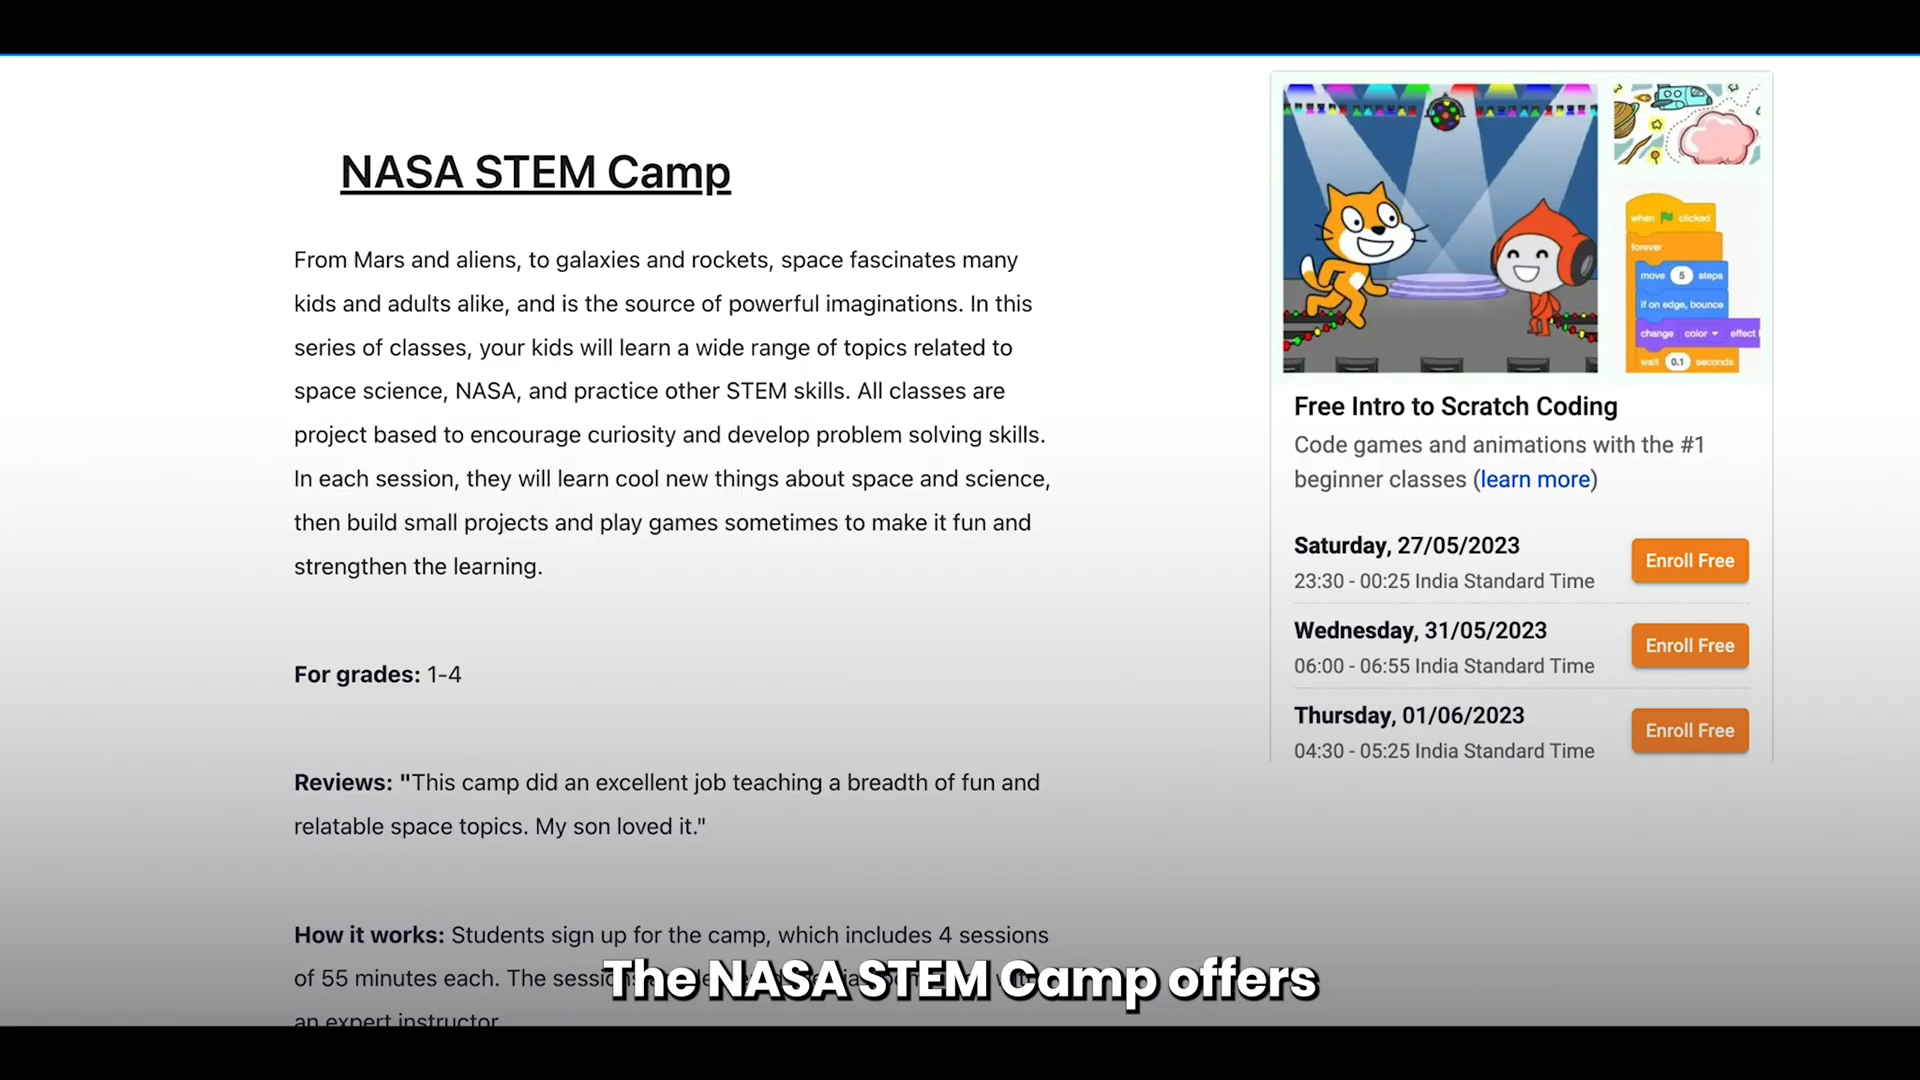 NASA STEM Camp
From Mars and aliens, to galaxies and rockets, space fascinates many
kids and adults alike, and is the source of powerful imaginations. In this
series of classes, your kids will learn a wide range of topics related to
space science, NASA, and practice other STEM skills. All classes are
project based to encourage curiosity and develop problem solving skills.
In each session, they will learn cool new things about space and science,
then build small projects and play games sometimes to make it fun and
strengthen the learning.
For grades: 1-4
Reviews: "This camp did an excellent job teaching a breadth of fun and
relatable space topics. My son loved it."
How it works: Students sign up for the camp, which includes 4 sessions
of 55 minutes each. The
an expert instructor
The NASA STEM Camp offers
when clicked
forever
move 5 steps
if on edge, bounce
change color effect
wait 0.1 seconds
Free Intro to Scratch Coding
Code games and animations with the #1
beginner classes (learn more)
Saturday, 27/05/2023
23:30 - 00:25 India Standard Time
Enroll Free
Wednesday, 31/05/2023
06:00 - 06:55 India Standard Time
Enroll Free
Thursday, 01/06/2023
04:30 - 05:25 India Standard Time
Enroll Free